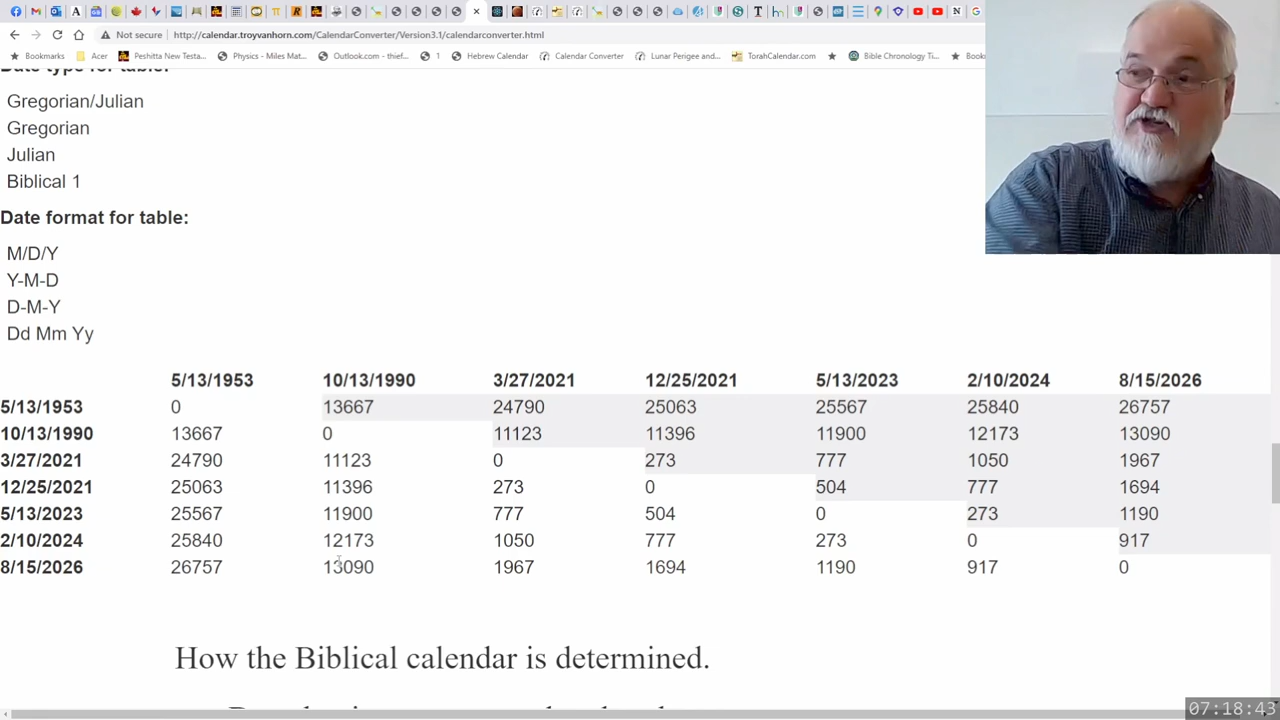 Not secure http://calendar.troyvanhorn.com/CalendarConverter/Version3.1/calendarconverter.html
Bookmarks Acer Peshitta New Testa... Physics - Miles Mat... Outlook.com - thief... 1 Hebrew Calendar Calendar Converter Lunar Perigee and... TorahCalendar.com Bible Chronology Ti... Book
Date type for table:
Gregorian/Julian
Gregorian
Julian
Biblical 1
Date format for table:
M/D/Y
Y-M-D
D-M-Y
Dd Mm Yy
5/13/1953 10/13/1990 3/27/2021 12/25/2021 5/13/2023 2/10/2024 8/15/2026
5/13/1953 0 13667 24790 25063 25567 25840 26757
10/13/1990 13667 0 11123 11396 11900 12173 13090
3/27/2021 24790 11123 0 273 777 1050 1967
12/25/2021 25063 11396 273 0 504 777 1694
5/13/2023 25567 11900 777 504 0 273 1190
2/10/2024 25840 12173 1050 777 273 0 917
8/15/2026 26757 13090 1967 1694 1190 917 0
How the Biblical calendar is determined.
07:18:43